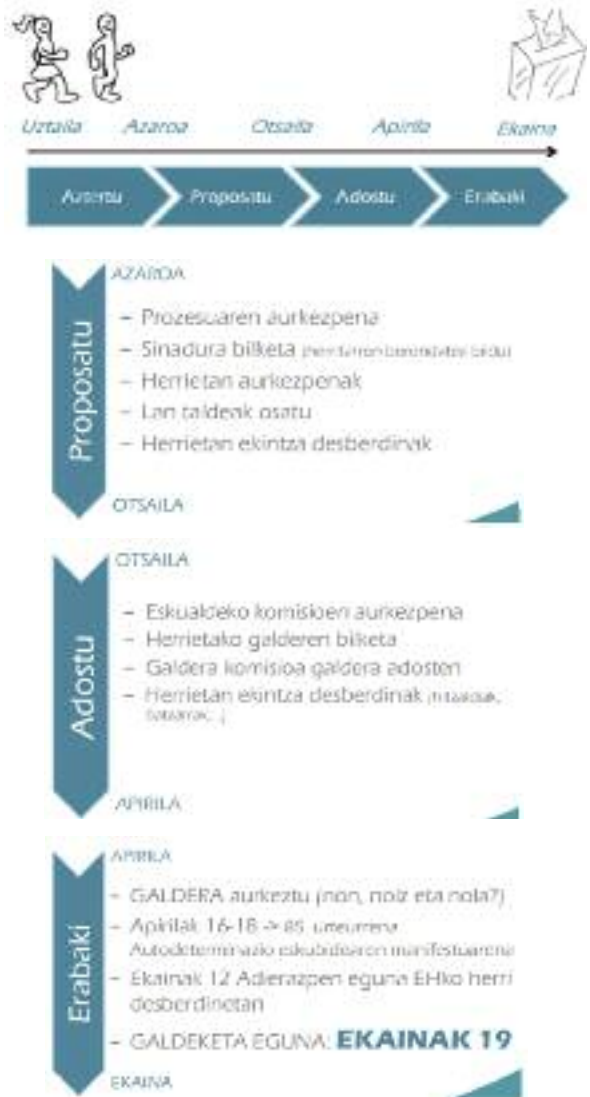 Uztaila Azaroa Otsaila Apirila Ekaina
Aztertu Proposatu Adostu Erabaki
AZAROA
Proposatu
– Prozesuaren aurkezpena
– Sinadura bilketa (herritarron borondatea bildu)
– Herrietan aurkezpenak
– Lan taldeak osatu
– Herrietan ekintza desberdinak
OTSAILA
OTSAILA
Adostu
– Eskualdeko komisioen aurkezpena
– Herrietako galderen bilketa
– Galdera komisioa galdera adosten
– Herrietan ekintza desberdinak
APIRILA
APIRILA
Erabaki
– GALDERA aurkeztu (non, noiz eta nola?)
– Apirilak 16-18 -> 85. urteurrena
Autodeterminazio eskubidearen manifestuarena
– Ekainak 12 Adierazpen eguna EHko herri
desberdinetan
– GALDEKETA EGUNA: EKAINAK 19
EKAINA